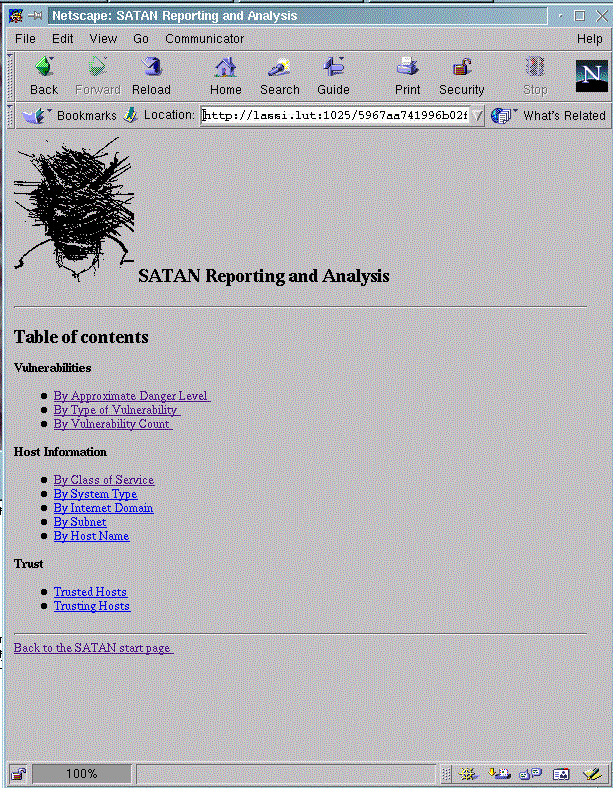 Netscape: SATAN Reporting and Analysis
File Edit View Go Communicator Help
Back Forward Reload Home Search Guide Print Security Stop
N
Bookmarks Location: http://lassi.lut:1025/5967aa741996b02f What's Related
SATAN Reporting and Analysis
Table of contents
Vulnerabilities
By Approximate Danger Level
By Type of Vulnerability
By Vulnerability Count
Host Information
By Class of Service
By System Type
By Internet Domain
By Subnet
By Host Name
Trust
Trusted Hosts
Trusting Hosts
Back to the SATAN start page
100%